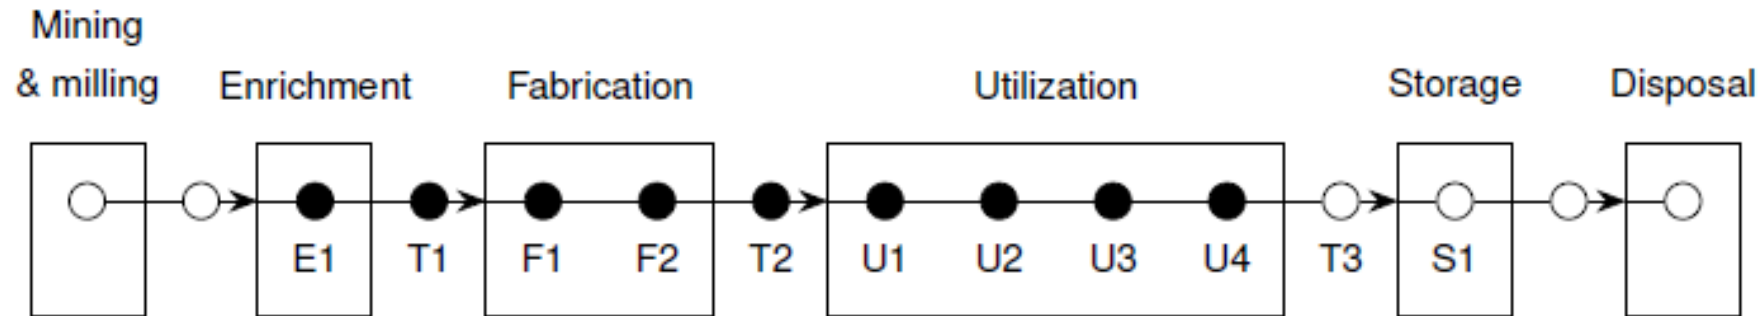 Mining
& milling Enrichment Fabrication Utilization Storage Disposal
E1 T1 F1 F2 T2 U1 U2 U3 U4 T3 S1